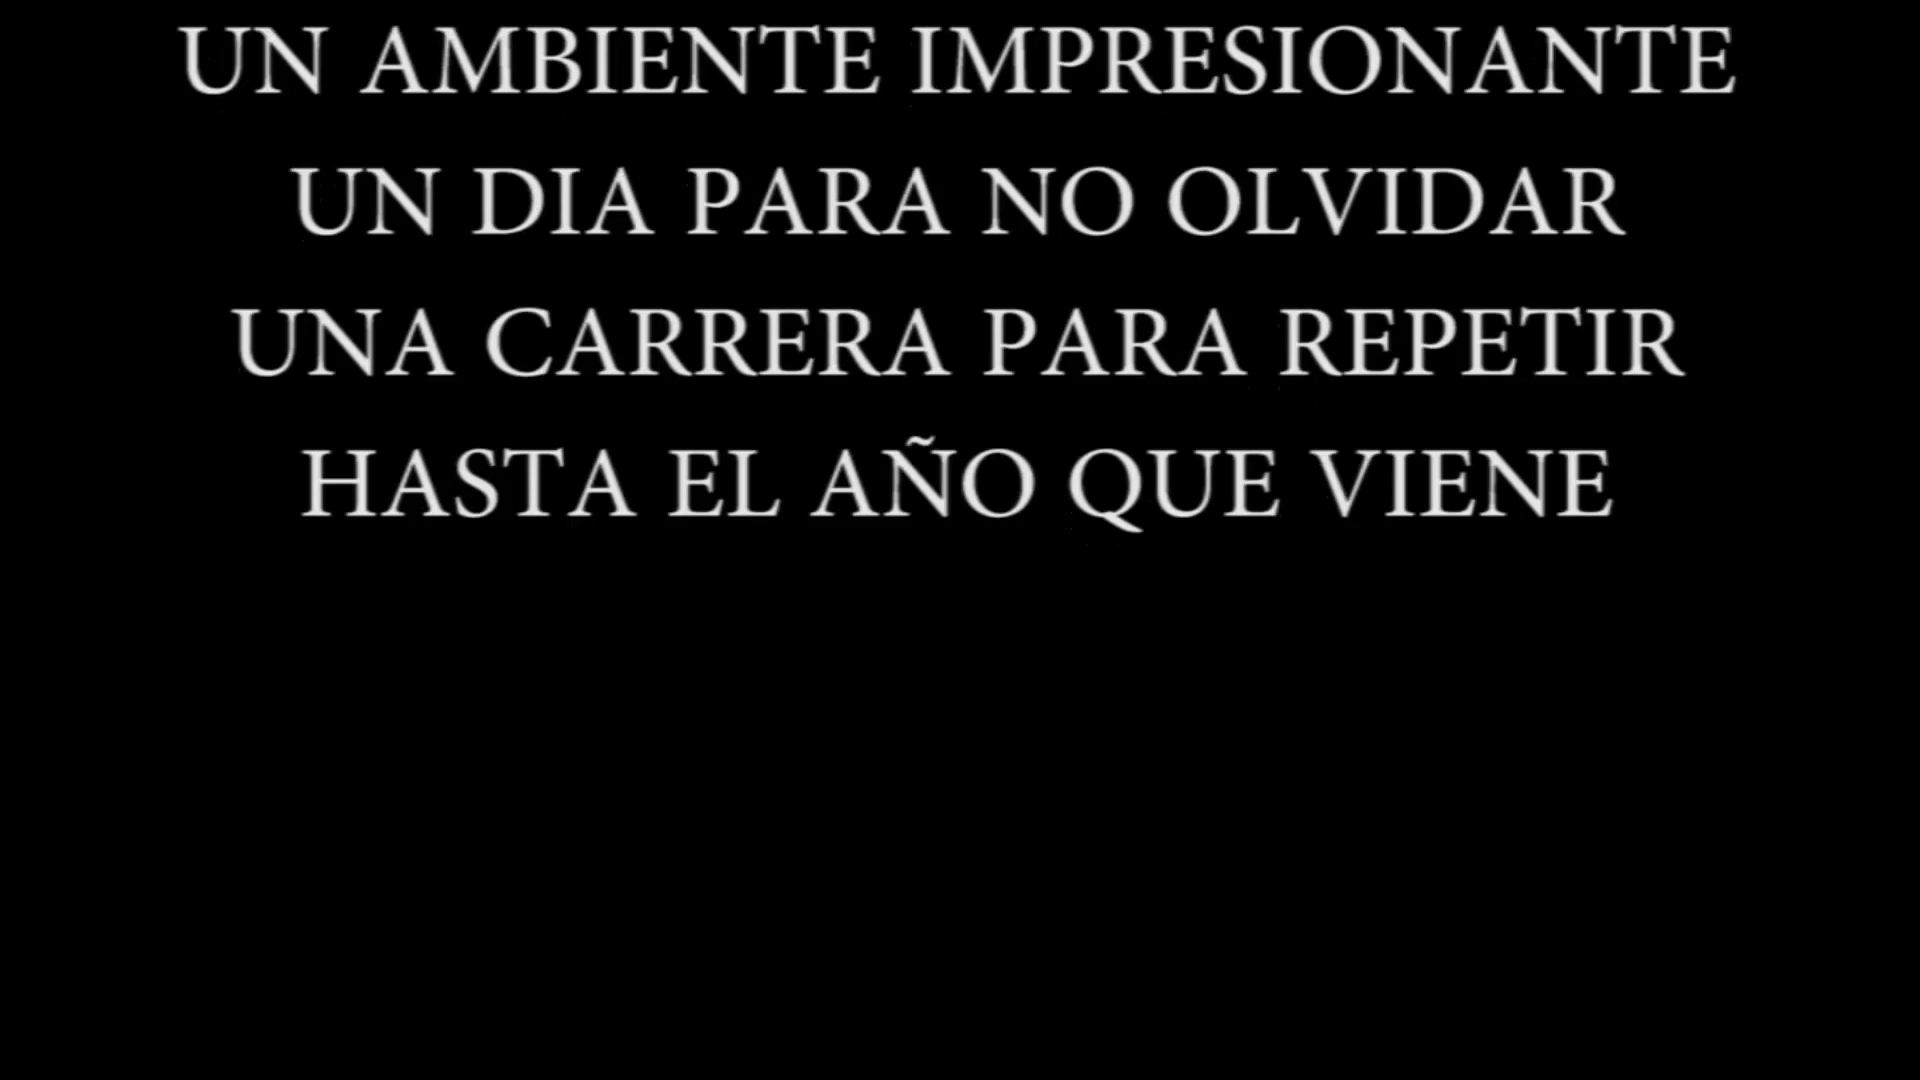 UN AMBIENTE IMPRESIONANTE
UN DIA PARA NO OLVIDAR
UNA CARRERA PARA REPETIR
HASTA EL AÑO QUE VIENE